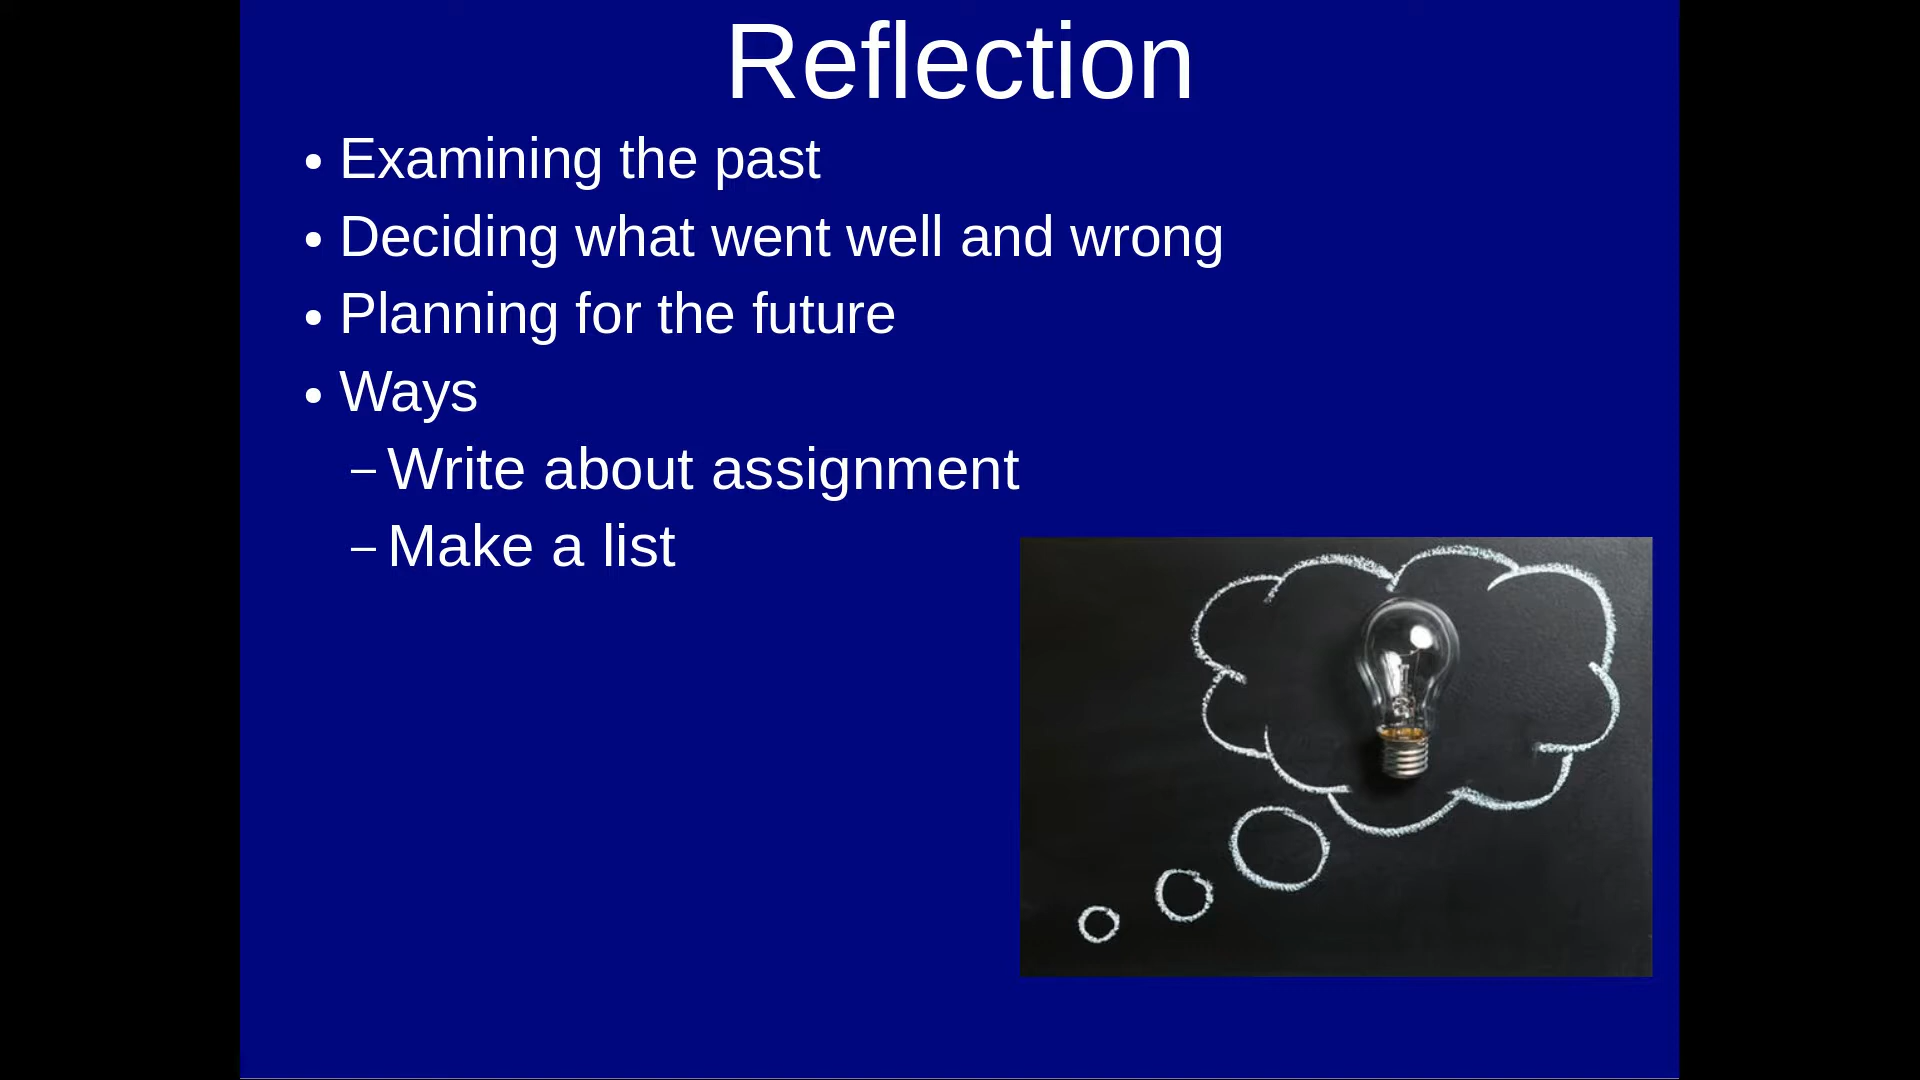 Reflection
• Examining the past
• Deciding what went well and wrong
• Planning for the future
• Ways
– Write about assignment
– Make a list